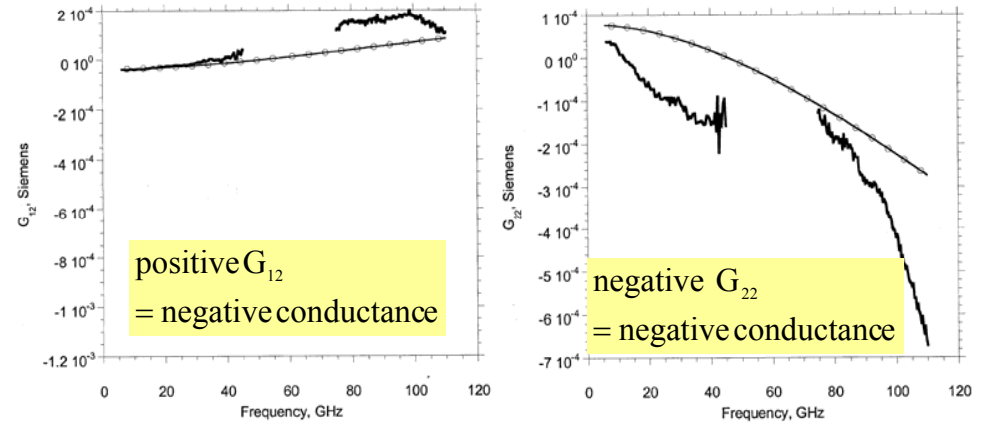 2 10⁻⁴
0 10⁰
-2 10⁻⁴
-4 10⁻⁴
-6 10⁻⁴
-8 10⁻⁴
-1 10⁻³
-1.2 10⁻³
G₁₂, Siemens
0 20 40 60 80 100 120
Frequency, GHz
positive G₁₂
= negative conductance
1 10⁻⁴
0 10⁰
-1 10⁻⁴
-2 10⁻⁴
-3 10⁻⁴
-4 10⁻⁴
-5 10⁻⁴
-6 10⁻⁴
-7 10⁻⁴
G₂₂, Siemens
0 20 40 60 80 100 120
Frequency, GHz
negative G₂₂
= negative conductance